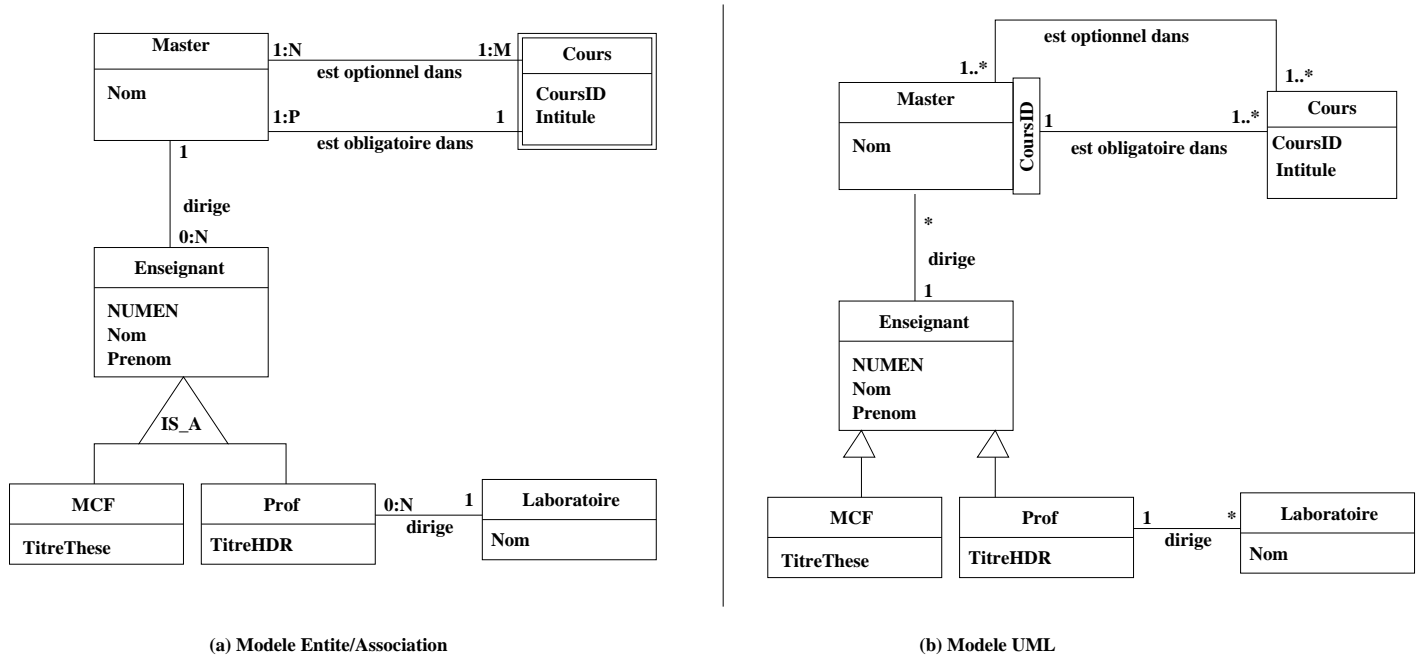 Master
Nom
1:N
1:M
est optionnel dans
1:P
1
est obligatoire dans
Cours
CoursID
Intitule
1
dirige
0:N
Enseignant
NUMEN
Nom
Prenom
IS_A
MCF
TitreThese
Prof
TitreHDR
0:N
1
dirige
Laboratoire
Nom
(a) Modele Entite/Association
est optionnel dans
1..*
1..*
Master
Nom
CoursID
1
1..*
est obligatoire dans
Cours
CoursID
Intitule
*
dirige
1
Enseignant
NUMEN
Nom
Prenom
MCF
TitreThese
Prof
TitreHDR
1
*
dirige
Laboratoire
Nom
(b) Modele UML